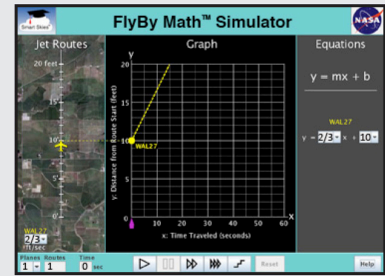 Smart Skies
FlyBy Math™ Simulator
NASA
Jet Routes
20 feet
15'
10'
5'
0'
WAL27
2/3
ft/sec
Graph
y
20
15
10
5
0
WAL27
10 20 30 40 50 60
x
y: Distance from Route Start (feet)
x: Time Traveled (seconds)
Equations
y = mx + b
WAL27
y = 2/3 x + 10
Planes Routes Time
1 1 0 sec
Reset
Help